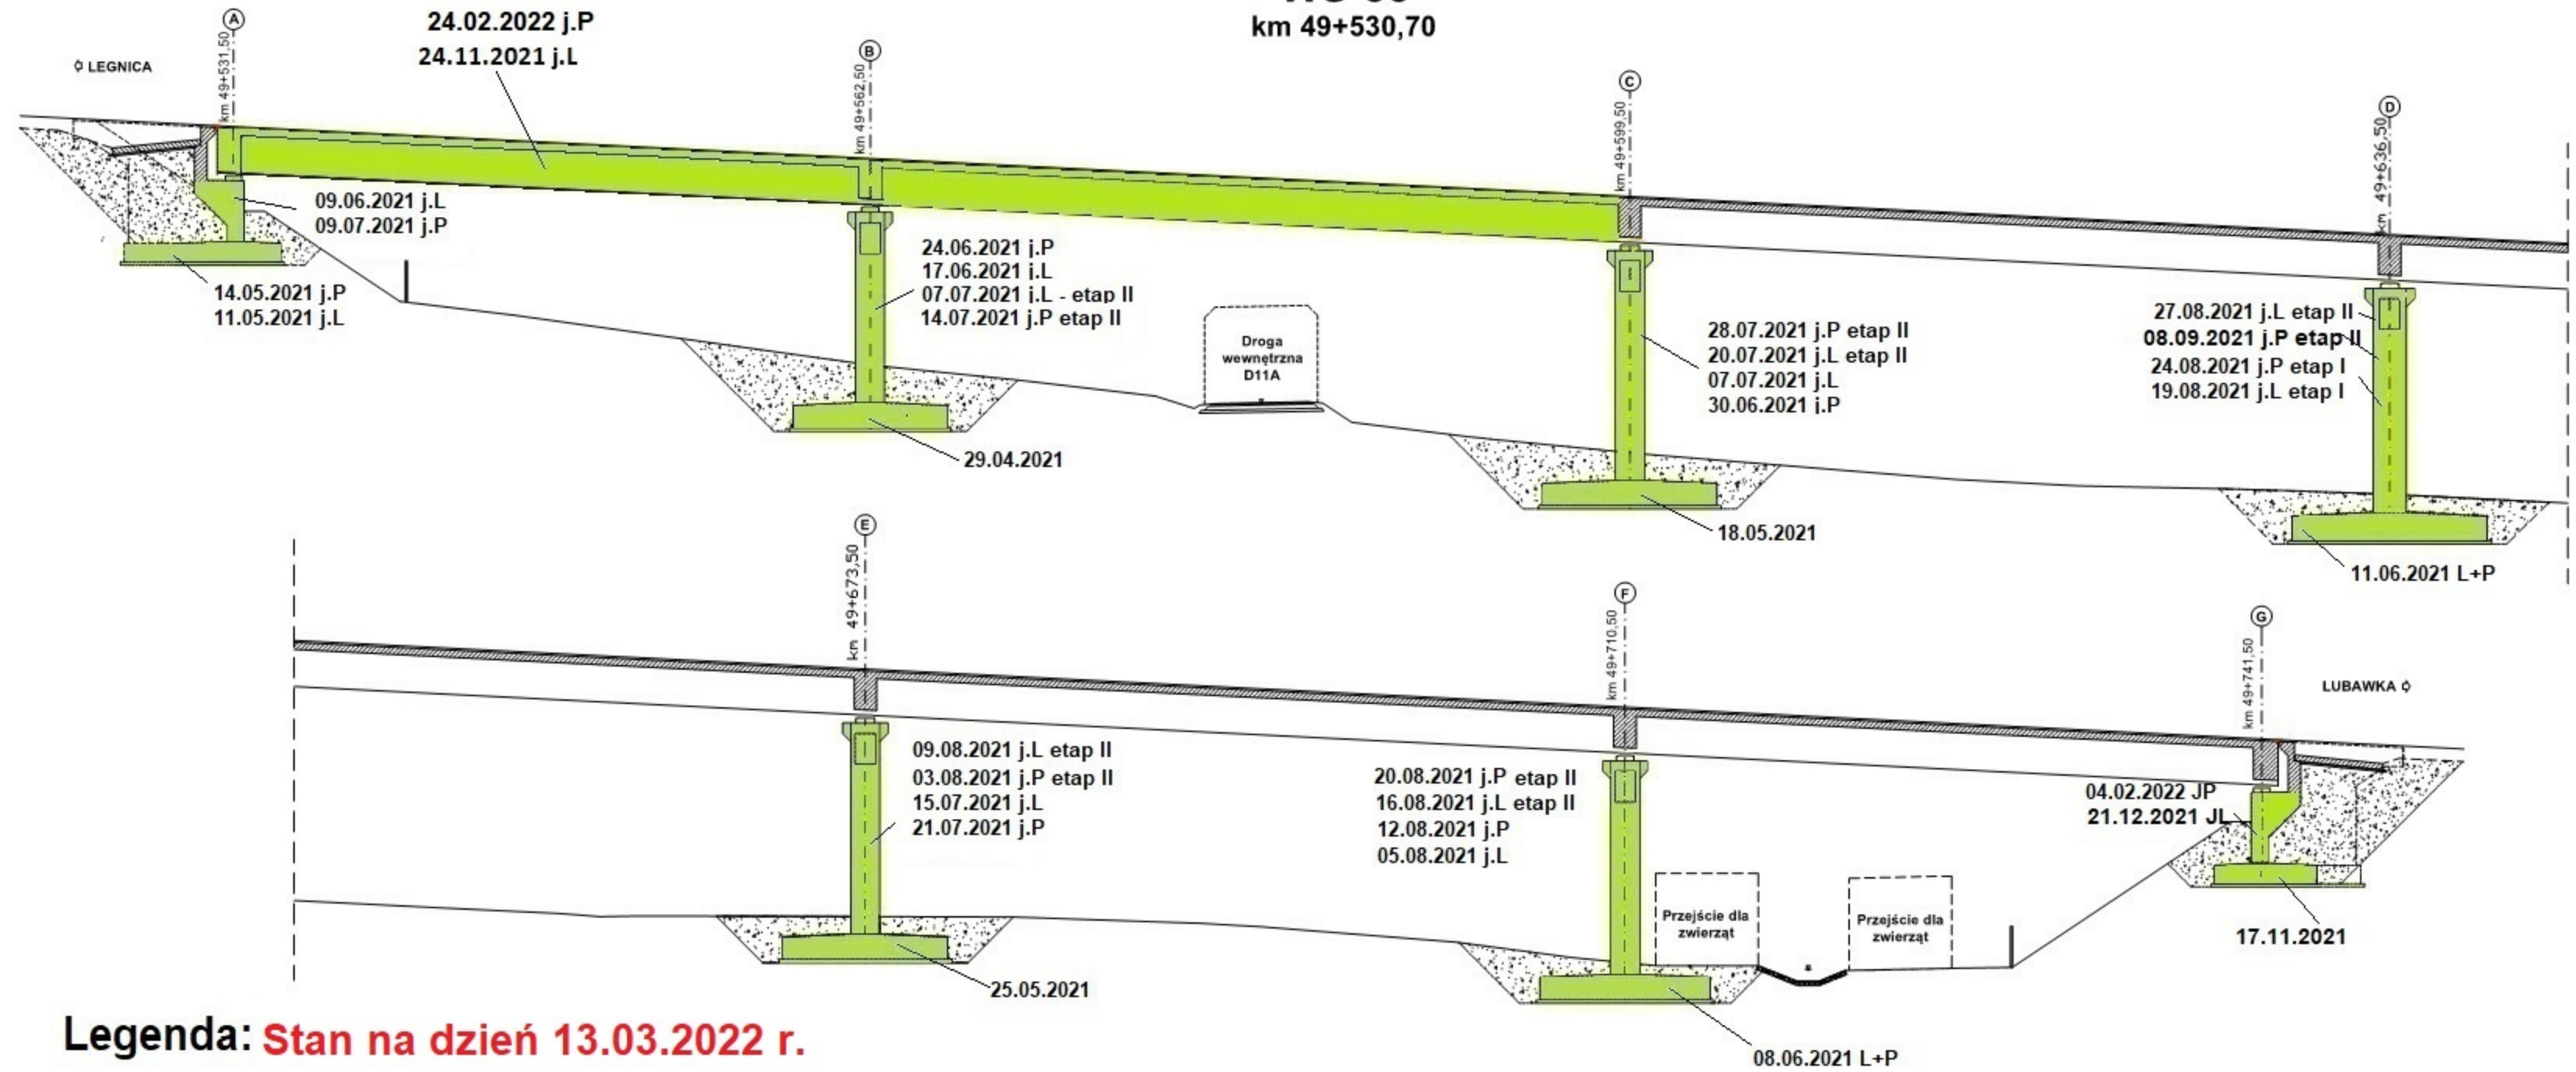 km 49+530,70
A
24.02.2022 j.P
24.11.2021 j.L
LEGNICA
km 49+531,50
B
km 49+562,50
C
km 49+599,50
D
km 49+636,50
09.06.2021 j.L
09.07.2021 j.P
14.05.2021 j.P
11.05.2021 j.L
24.06.2021 j.P
17.06.2021 j.L
07.07.2021 j.L - etap II
14.07.2021 j.P etap II
29.04.2021
Droga
wewnętrzna
D11A
28.07.2021 j.P etap II
20.07.2021 j.L etap II
07.07.2021 j.L
30.06.2021 j.P
18.05.2021
27.08.2021 j.L etap II
08.09.2021 j.P etap II
24.08.2021 j.P etap I
19.08.2021 j.L etap I
11.06.2021 L+P
E
km 49+673,50
F
km 49+710,50
G
km 49+741,50
LUBAWKA
09.08.2021 j.L etap II
03.08.2021 j.P etap II
15.07.2021 j.L
21.07.2021 j.P
25.05.2021
20.08.2021 j.P etap II
16.08.2021 j.L etap II
12.08.2021 j.P
05.08.2021 j.L
Przejście dla
zwierząt
Przejście dla
zwierząt
04.02.2022 JP
21.12.2021 JL
17.11.2021
08.06.2021 L+P
Legenda: Stan na dzień 13.03.2022 r.